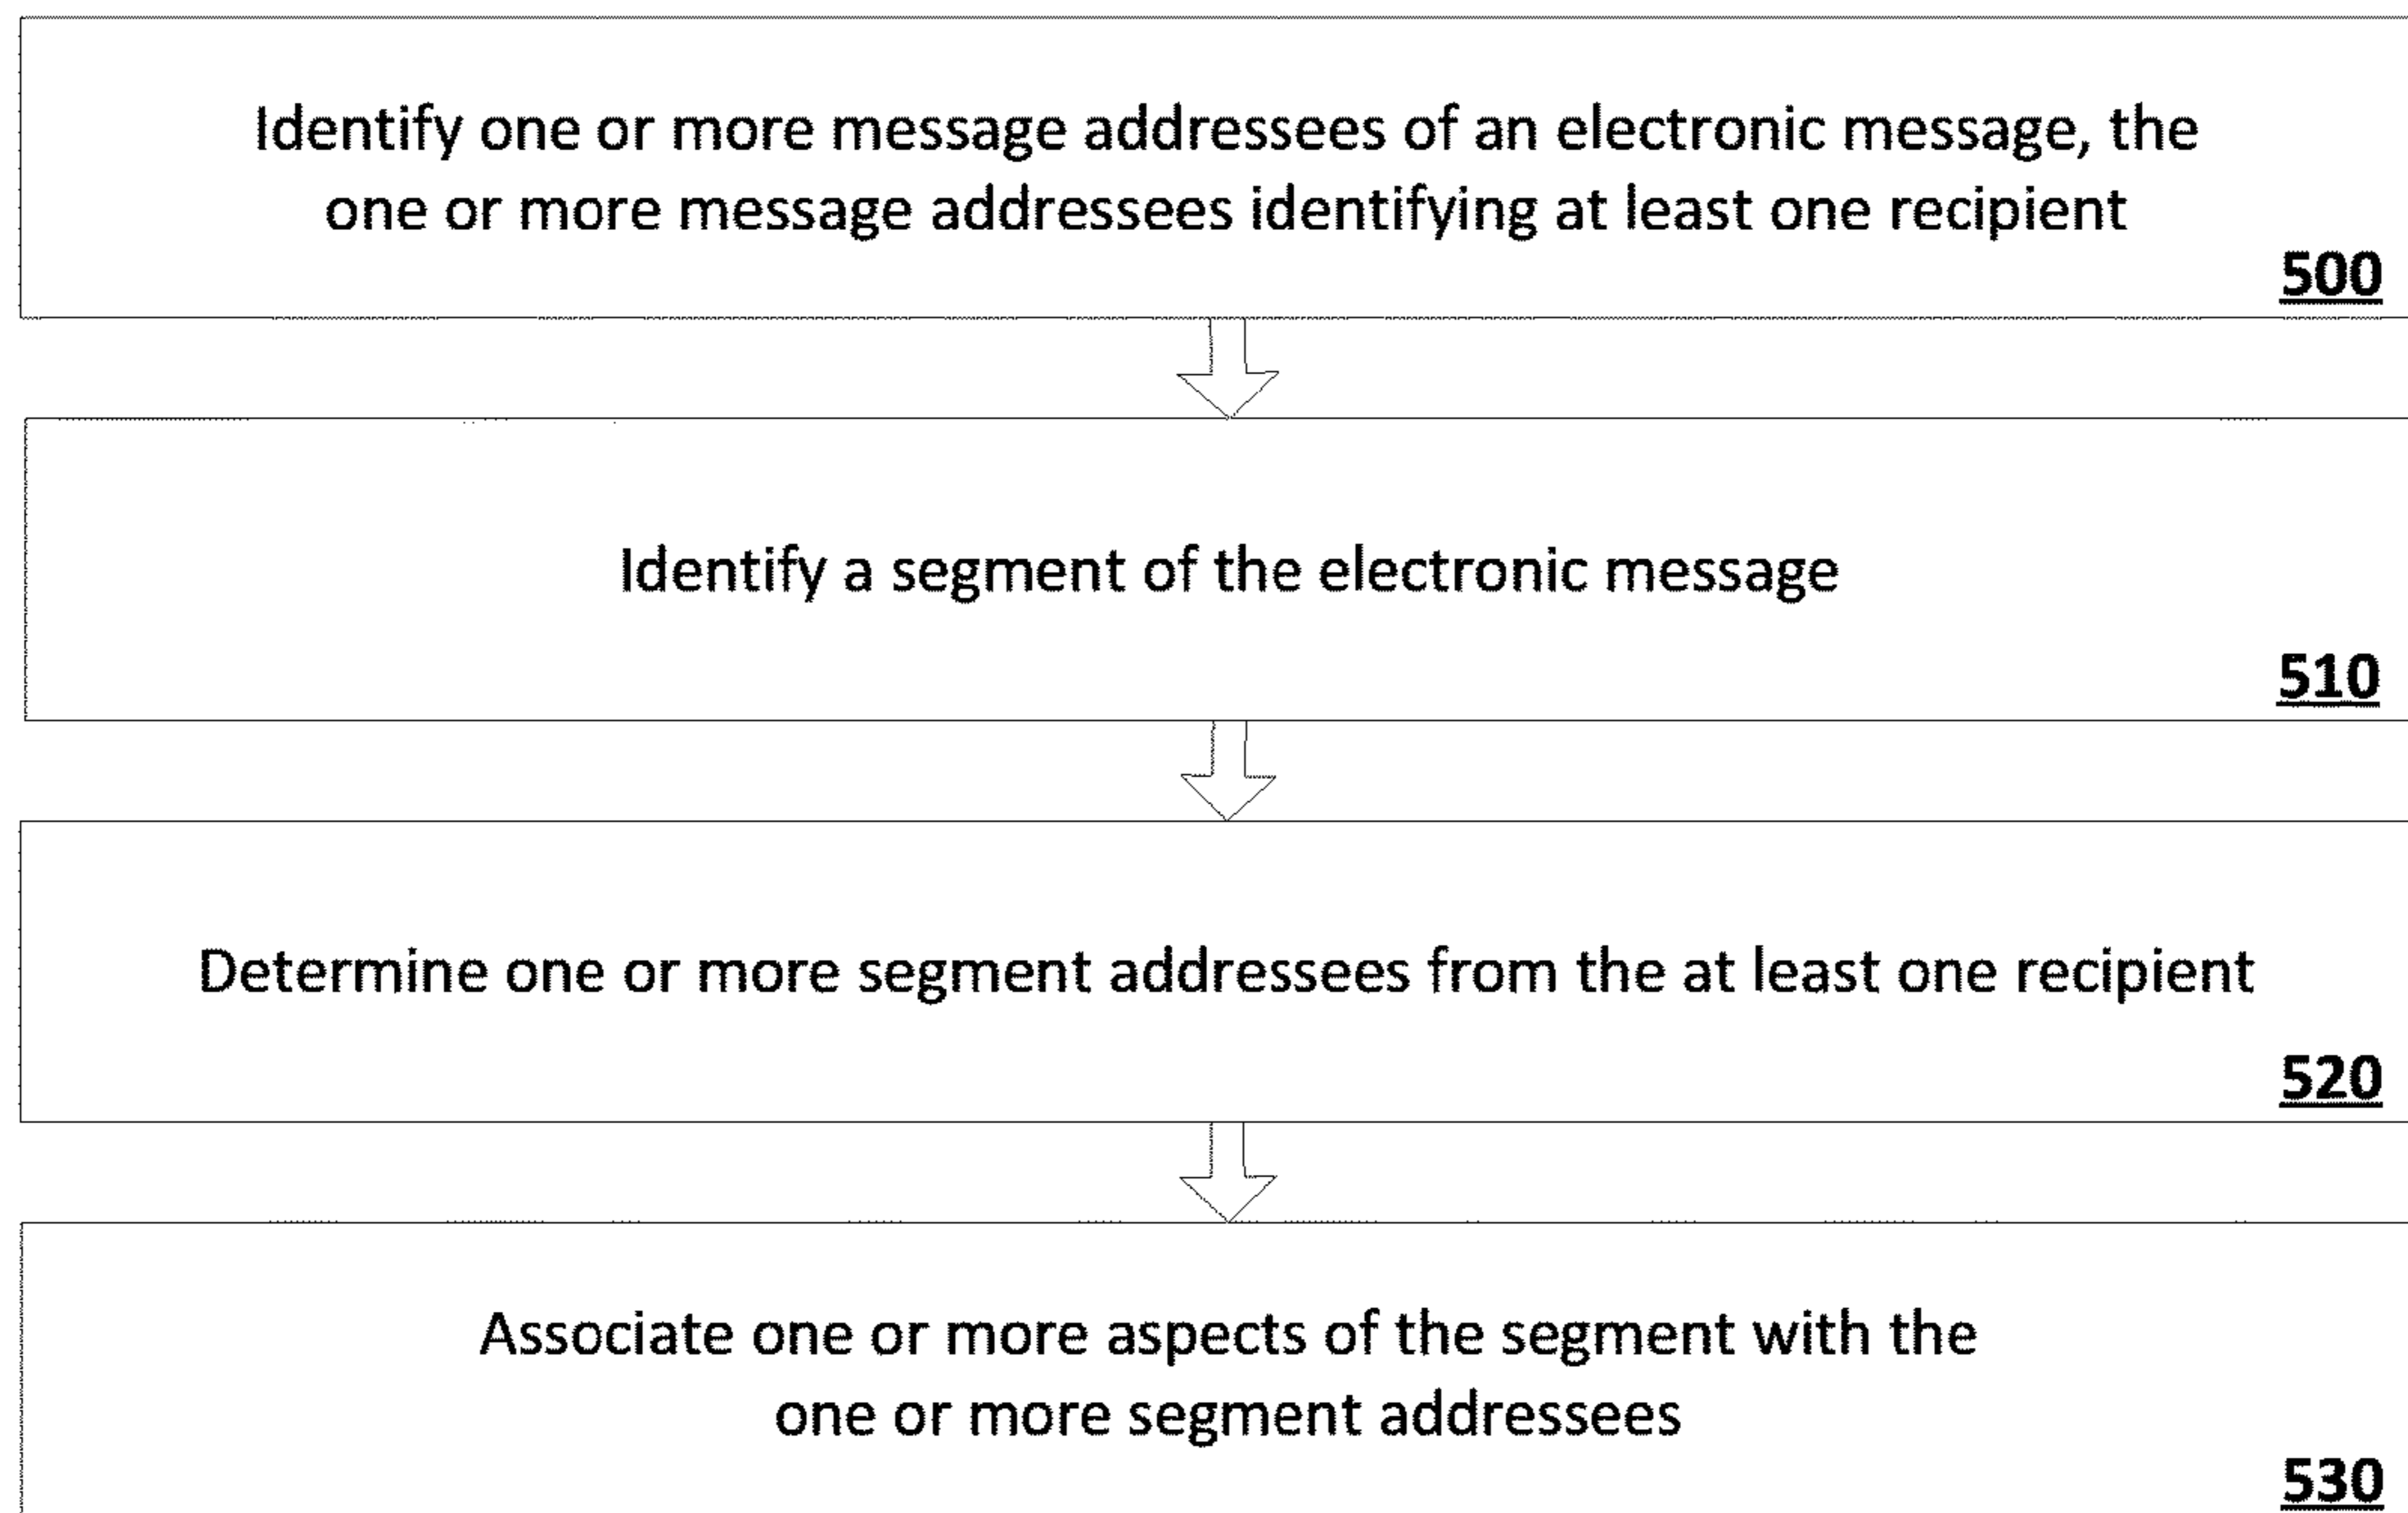 Identify one or more message addressees of an electronic message, the
one or more message addressees identifying at least one recipient
500
Identify a segment of the electronic message
510
Determine one or more segment addressees from the at least one recipient
520
Associate one or more aspects of the segment with the
one or more segment addressees
530